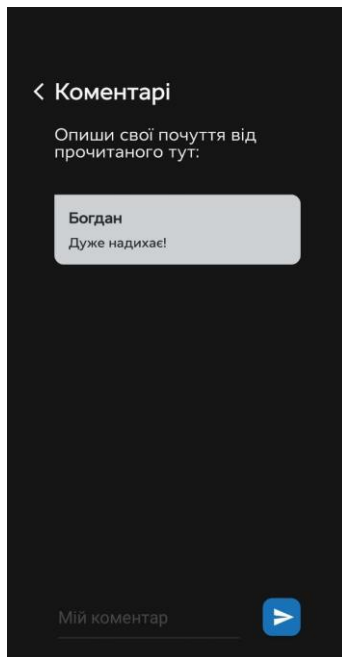 Коментарі
Опиши свої почуття від
прочитаного тут:
Богдан
Дуже надихає!
Мій коментар